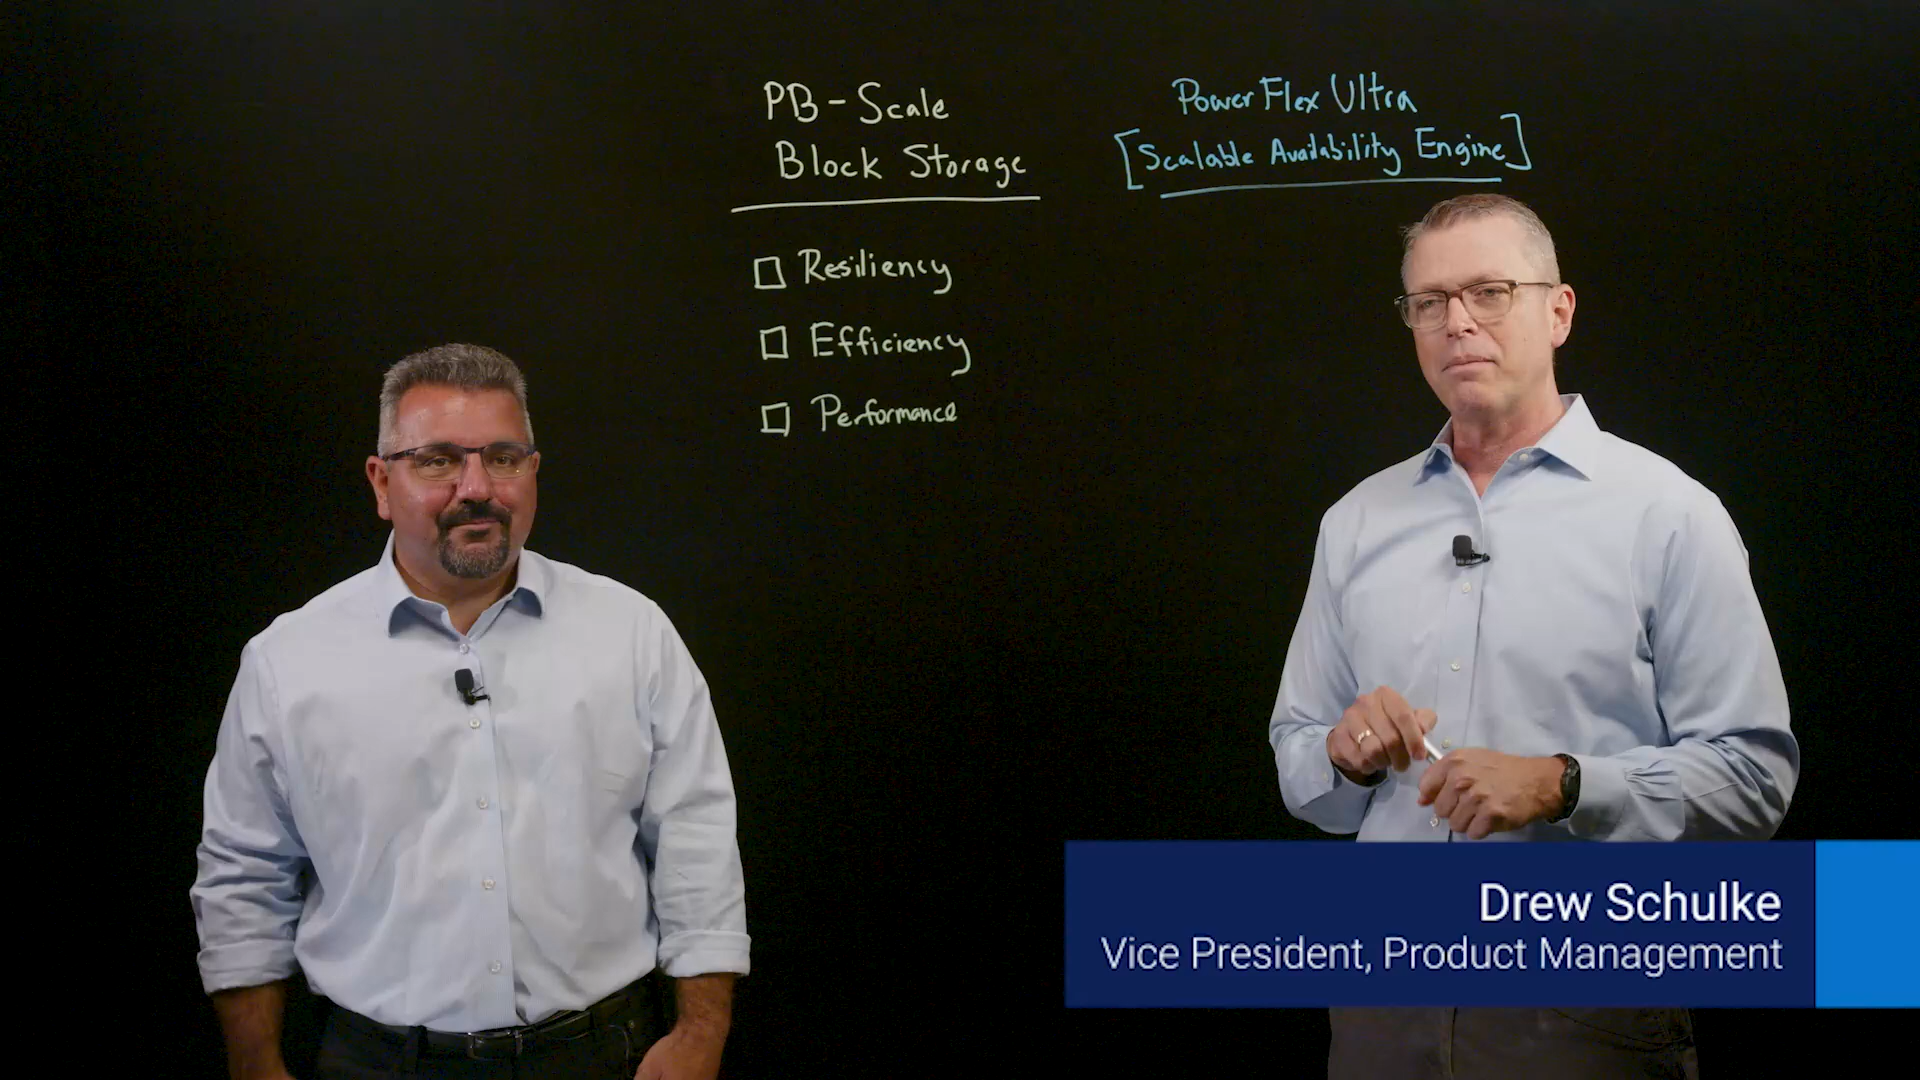 PB-Scale
Block Storage
Resiliency
Efficiency
Performance
PowerFlex Ultra
[Scalable Availability Engine]
Drew Schulke
Vice President, Product Management